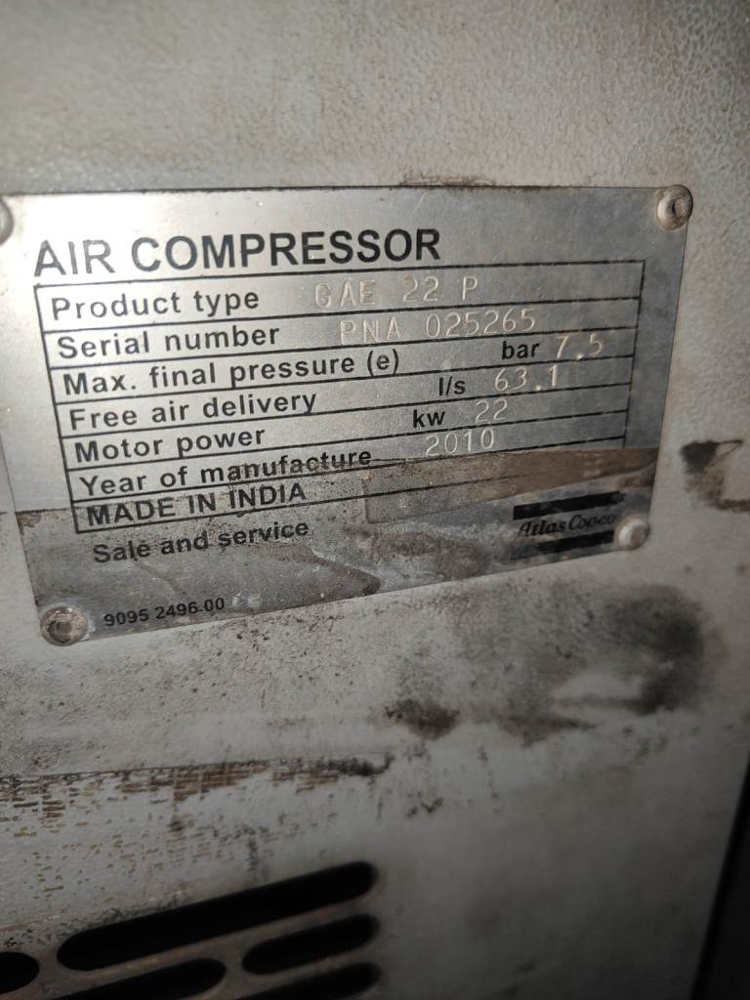 AIR COMPRESSOR
Product type GAE 22 P
Serial number PNA 025265
Max. final pressure (e) bar 7.5
Free air delivery l/s 63.1
Motor power kw 22
Year of manufacture 2010
MADE IN INDIA
Sale and service
Atlas Copco
9095 2496-00